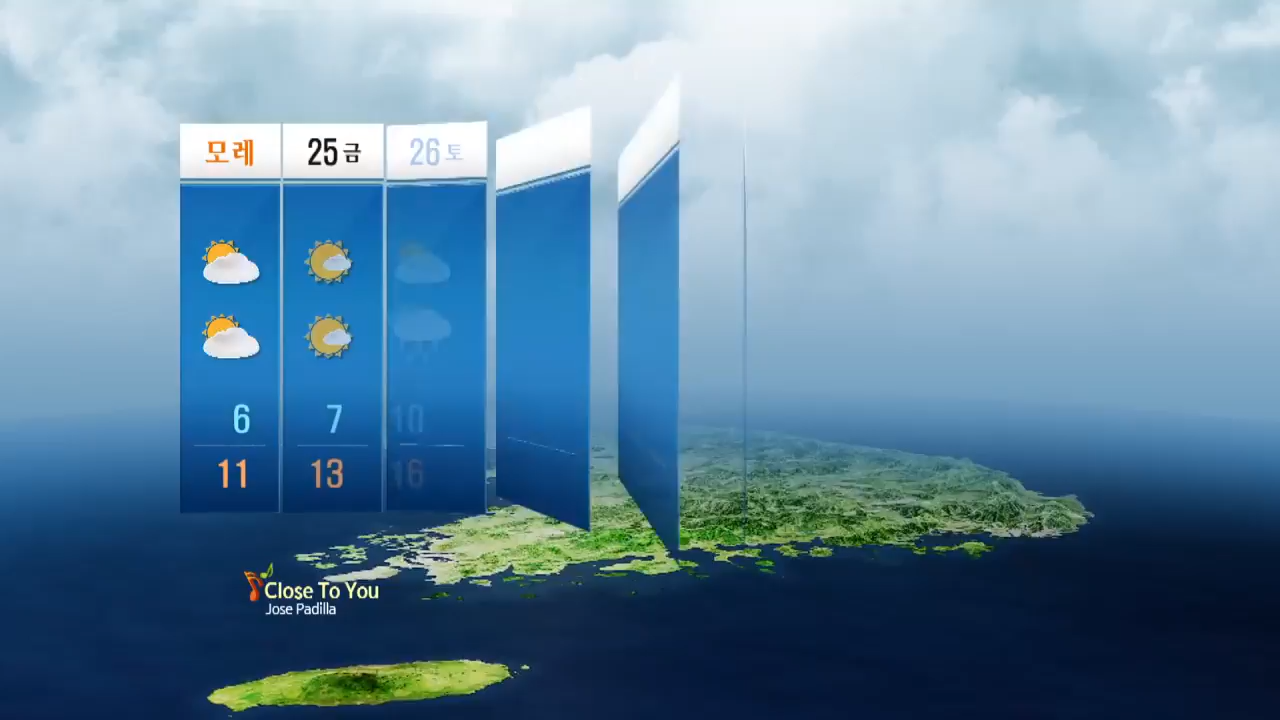 모레 25 금 26 토
6 7 10
11 13 16
Close To You
Jose Padilla